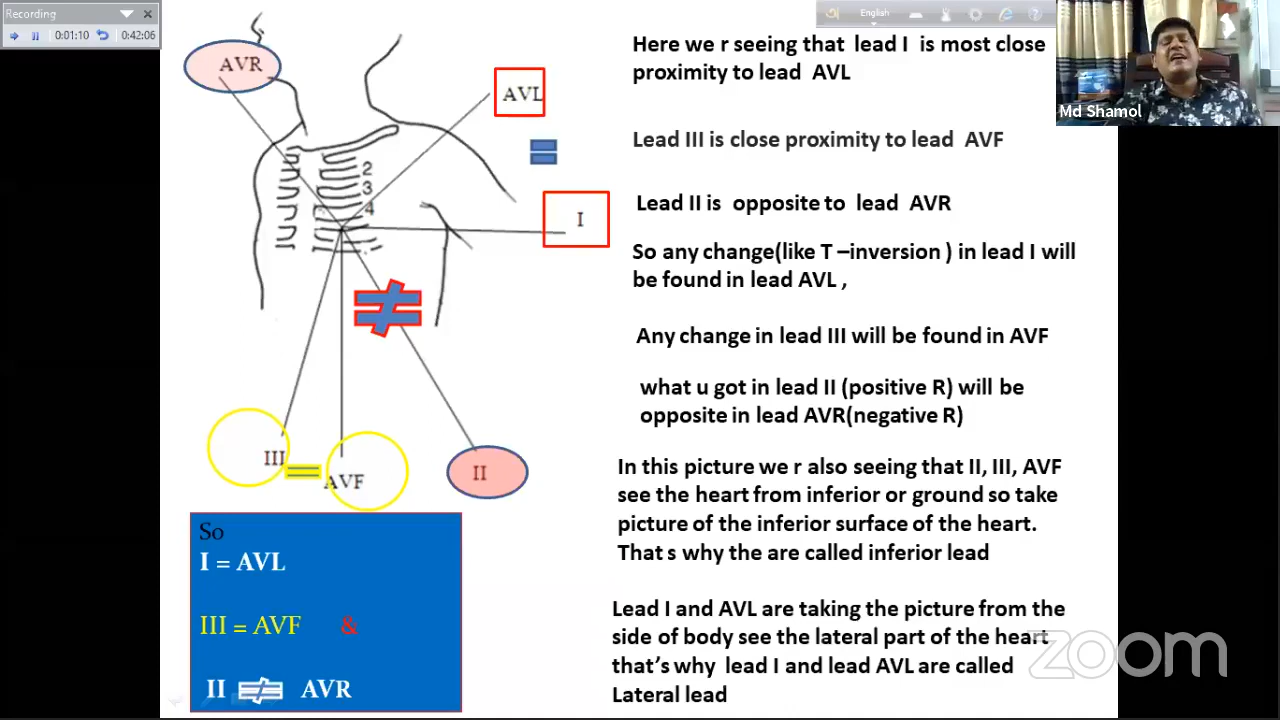 Recording
0:01:10
0:42:06
English
Md Shamol
AVR
AVL
2
3
4
I
III
AVF
II
So
I = AVL
III = AVF &
II ≠ AVR
Here we r seeing that lead I is most close
proximity to lead AVL
Lead III is close proximity to lead AVF
Lead II is opposite to lead AVR
So any change(like T –inversion ) in lead I will
be found in lead AVL ,
Any change in lead III will be found in AVF
what u got in lead II (positive R) will be
opposite in lead AVR(negative R)
In this picture we r also seeing that II, III, AVF
see the heart from inferior or ground so take
picture of the inferior surface of the heart.
That s why the are called inferior lead
Lead I and AVL are taking the picture from the
side of body see the lateral part of the heart
that’s why lead I and lead AVL are called
Lateral lead
zoom